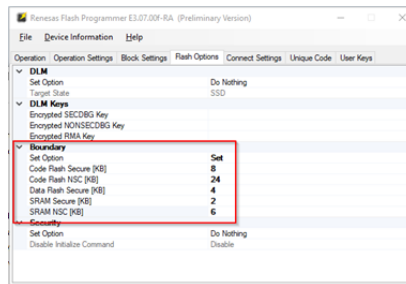 Renesas Flash Programmer E3.07.00f-RA (Preliminary Version)
File Device Information Help
Operation Operation Settings Block Settings Flash Options Connect Settings Unique Code User Keys
DLM
Set Option Do Nothing
Target State SSD
DLM Keys
Encrypted SECDBG Key
Encrypted NONSECDBG Key
Encrypted RMA Key
Boundary
Set Option Set
Code Flash Secure [KB] 8
Code Flash NSC [KB] 24
Data Flash Secure [KB] 4
SRAM Secure [KB] 2
SRAM NSC [KB] 6
Security
Set Option Do Nothing
Disable Initialize Command Disable